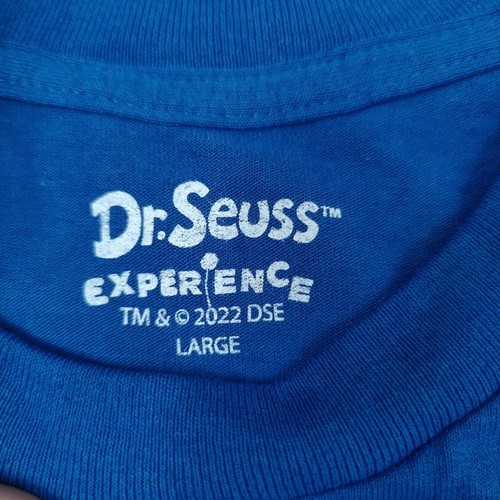 Dr. Seuss™
EXPERIENCE
TM & © 2022 DSE
LARGE